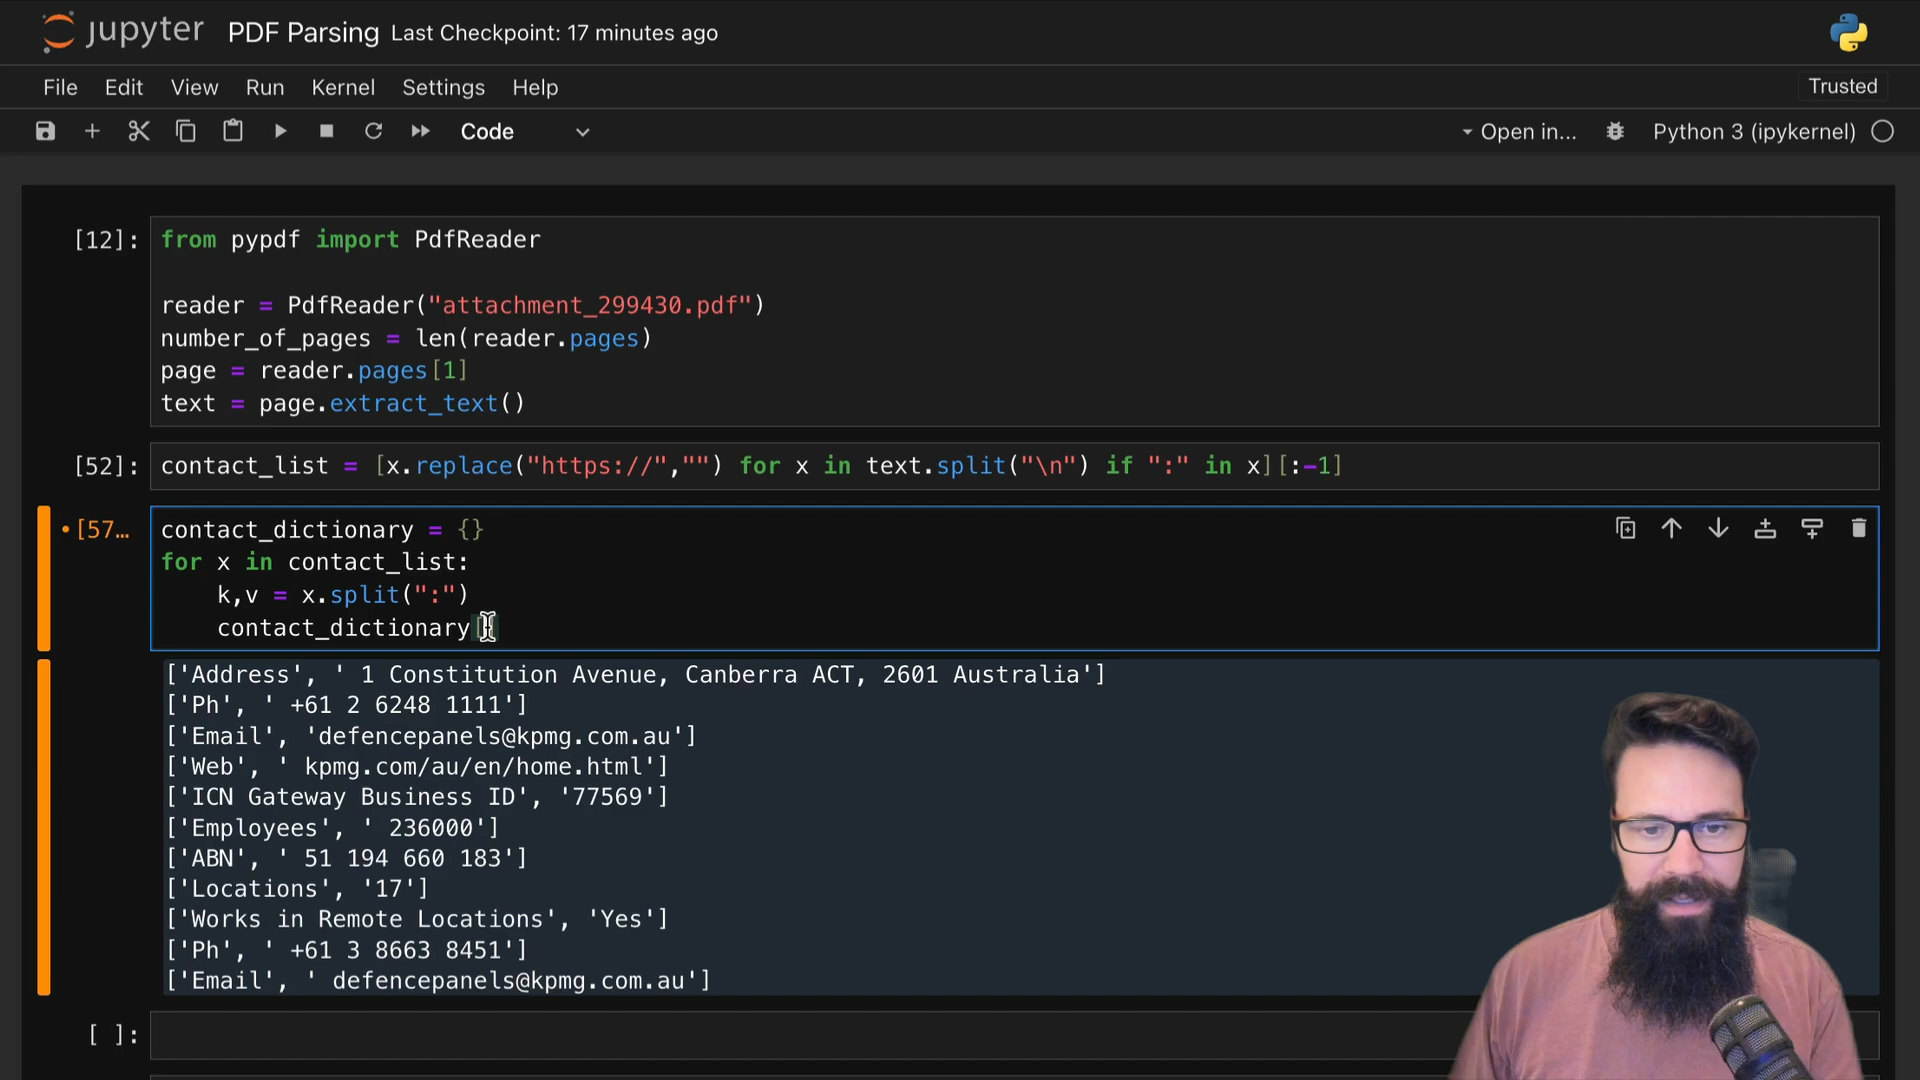 jupyter PDF Parsing Last Checkpoint: 17 minutes ago
File Edit View Run Kernel Settings Help Trusted
Code Open in... Python 3 (ipykernel)
[12]: from pypdf import PdfReader
reader = PdfReader("attachment_299430.pdf")
number_of_pages = len(reader.pages)
page = reader.pages[1]
text = page.extract_text()
[52]: contact_list = [x.replace("https://","") for x in text.split("\n") if ":" in x][:-1]
•[57… contact_dictionary = {}
for x in contact_list:
k,v = x.split(":")
contact_dictionary[]
['Address', ' 1 Constitution Avenue, Canberra ACT, 2601 Australia']
['Ph', ' +61 2 6248 1111']
['Email', 'defencepanels@kpmg.com.au']
['Web', ' kpmg.com/au/en/home.html']
['ICN Gateway Business ID', '77569']
['Employees', ' 236000']
['ABN', ' 51 194 660 183']
['Locations', '17']
['Works in Remote Locations', 'Yes']
['Ph', ' +61 3 8663 8451']
['Email', ' defencepanels@kpmg.com.au']
[ ]: